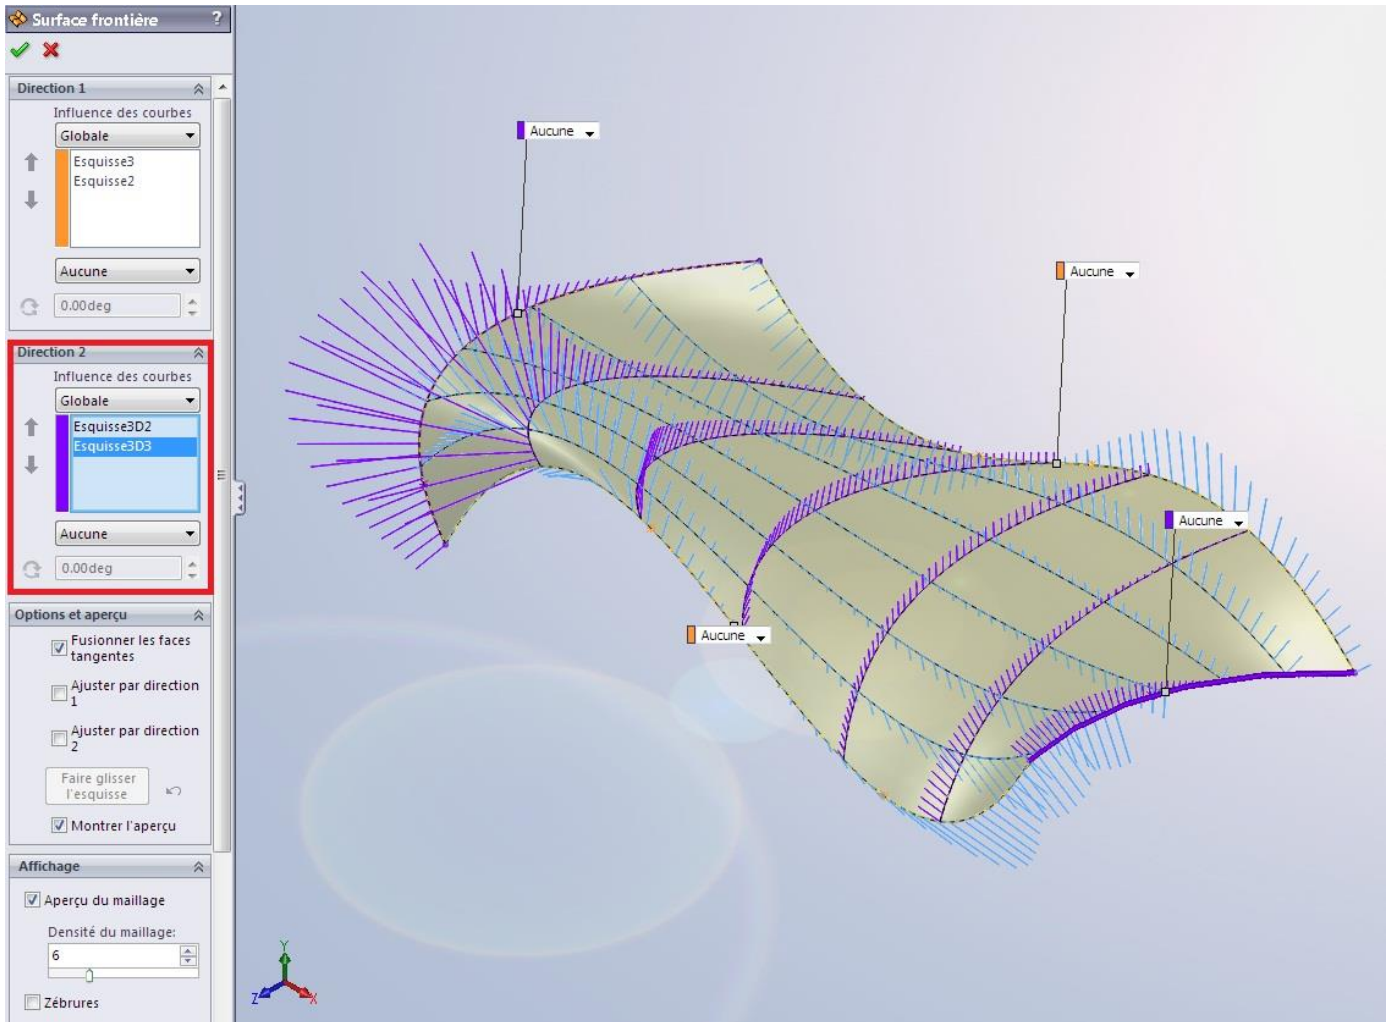 Surface frontière ?
Direction 1
Influence des courbes
Globale
Esquisse3
Esquisse2
Aucune
0.00deg
Direction 2
Influence des courbes
Globale
Esquisse3D2
Esquisse3D3
Aucune
0.00deg
Options et aperçu
Fusionner les faces
tangentes
Ajuster par direction
1
Ajuster par direction
2
Faire glisser
l'esquisse
Montrer l'aperçu
Affichage
Aperçu du maillage
Densité du maillage:
6
Zébrures
Aucune
Aucune
Aucune
Aucune
Y
Z
X